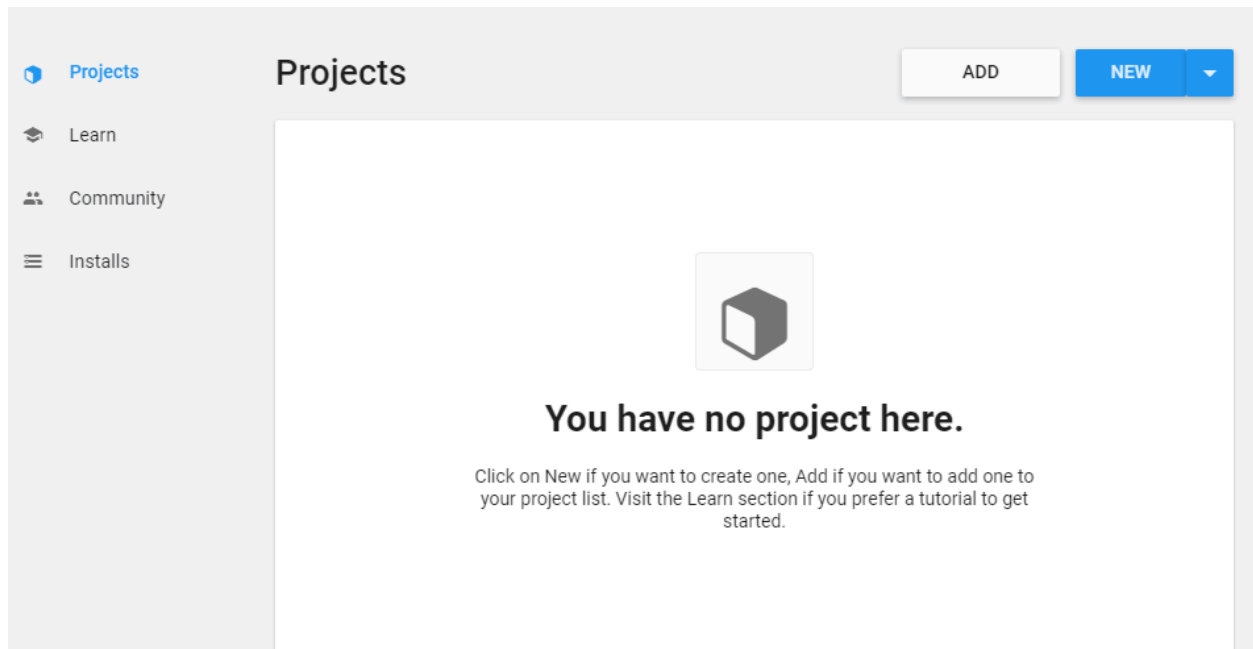 Projects
Projects
ADD
NEW
Learn
Community
Installs
You have no project here.
Click on New if you want to create one, Add if you want to add one to
your project list. Visit the Learn section if you prefer a tutorial to get
started.